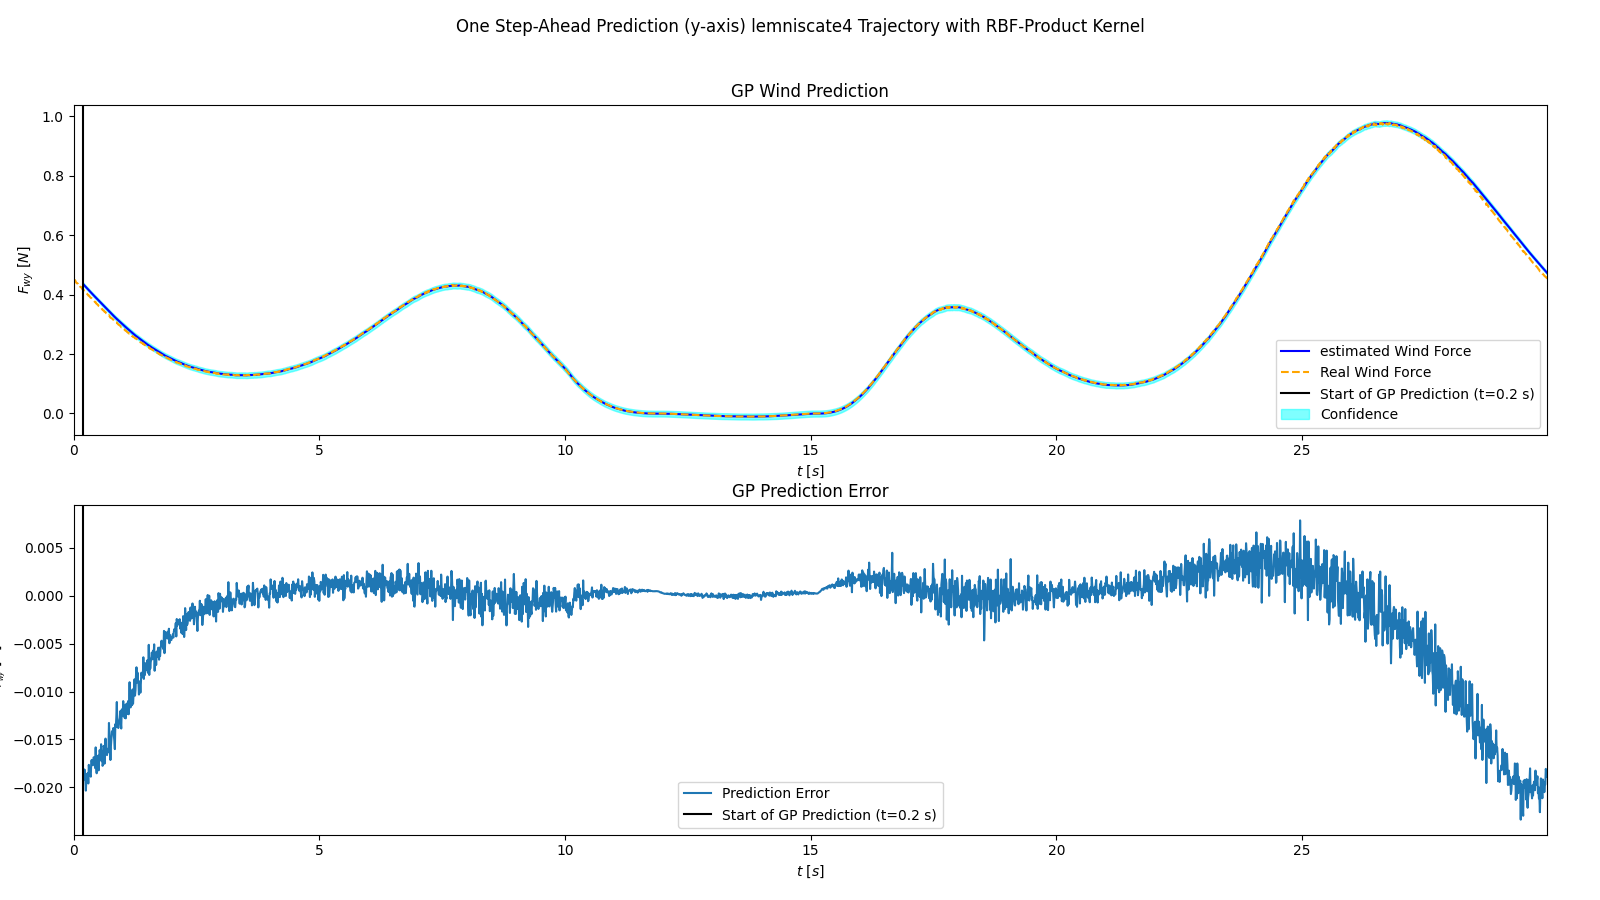 One Step-Ahead Prediction (y-axis) lemniscate4 Trajectory with RBF-Product Kernel
GP Wind Prediction
1.0
0.8
0.6
0.4
0.2
0.0
F_{wy} [N]
estimated Wind Force
Real Wind Force
Start of GP Prediction (t=0.2 s)
Confidence
0 5 10 15 20 25
t [s]
GP Prediction Error
0.005
0.000
−0.005
−0.010
−0.015
−0.020
Prediction Error
Start of GP Prediction (t=0.2 s)
0 5 10 15 20 25
t [s]